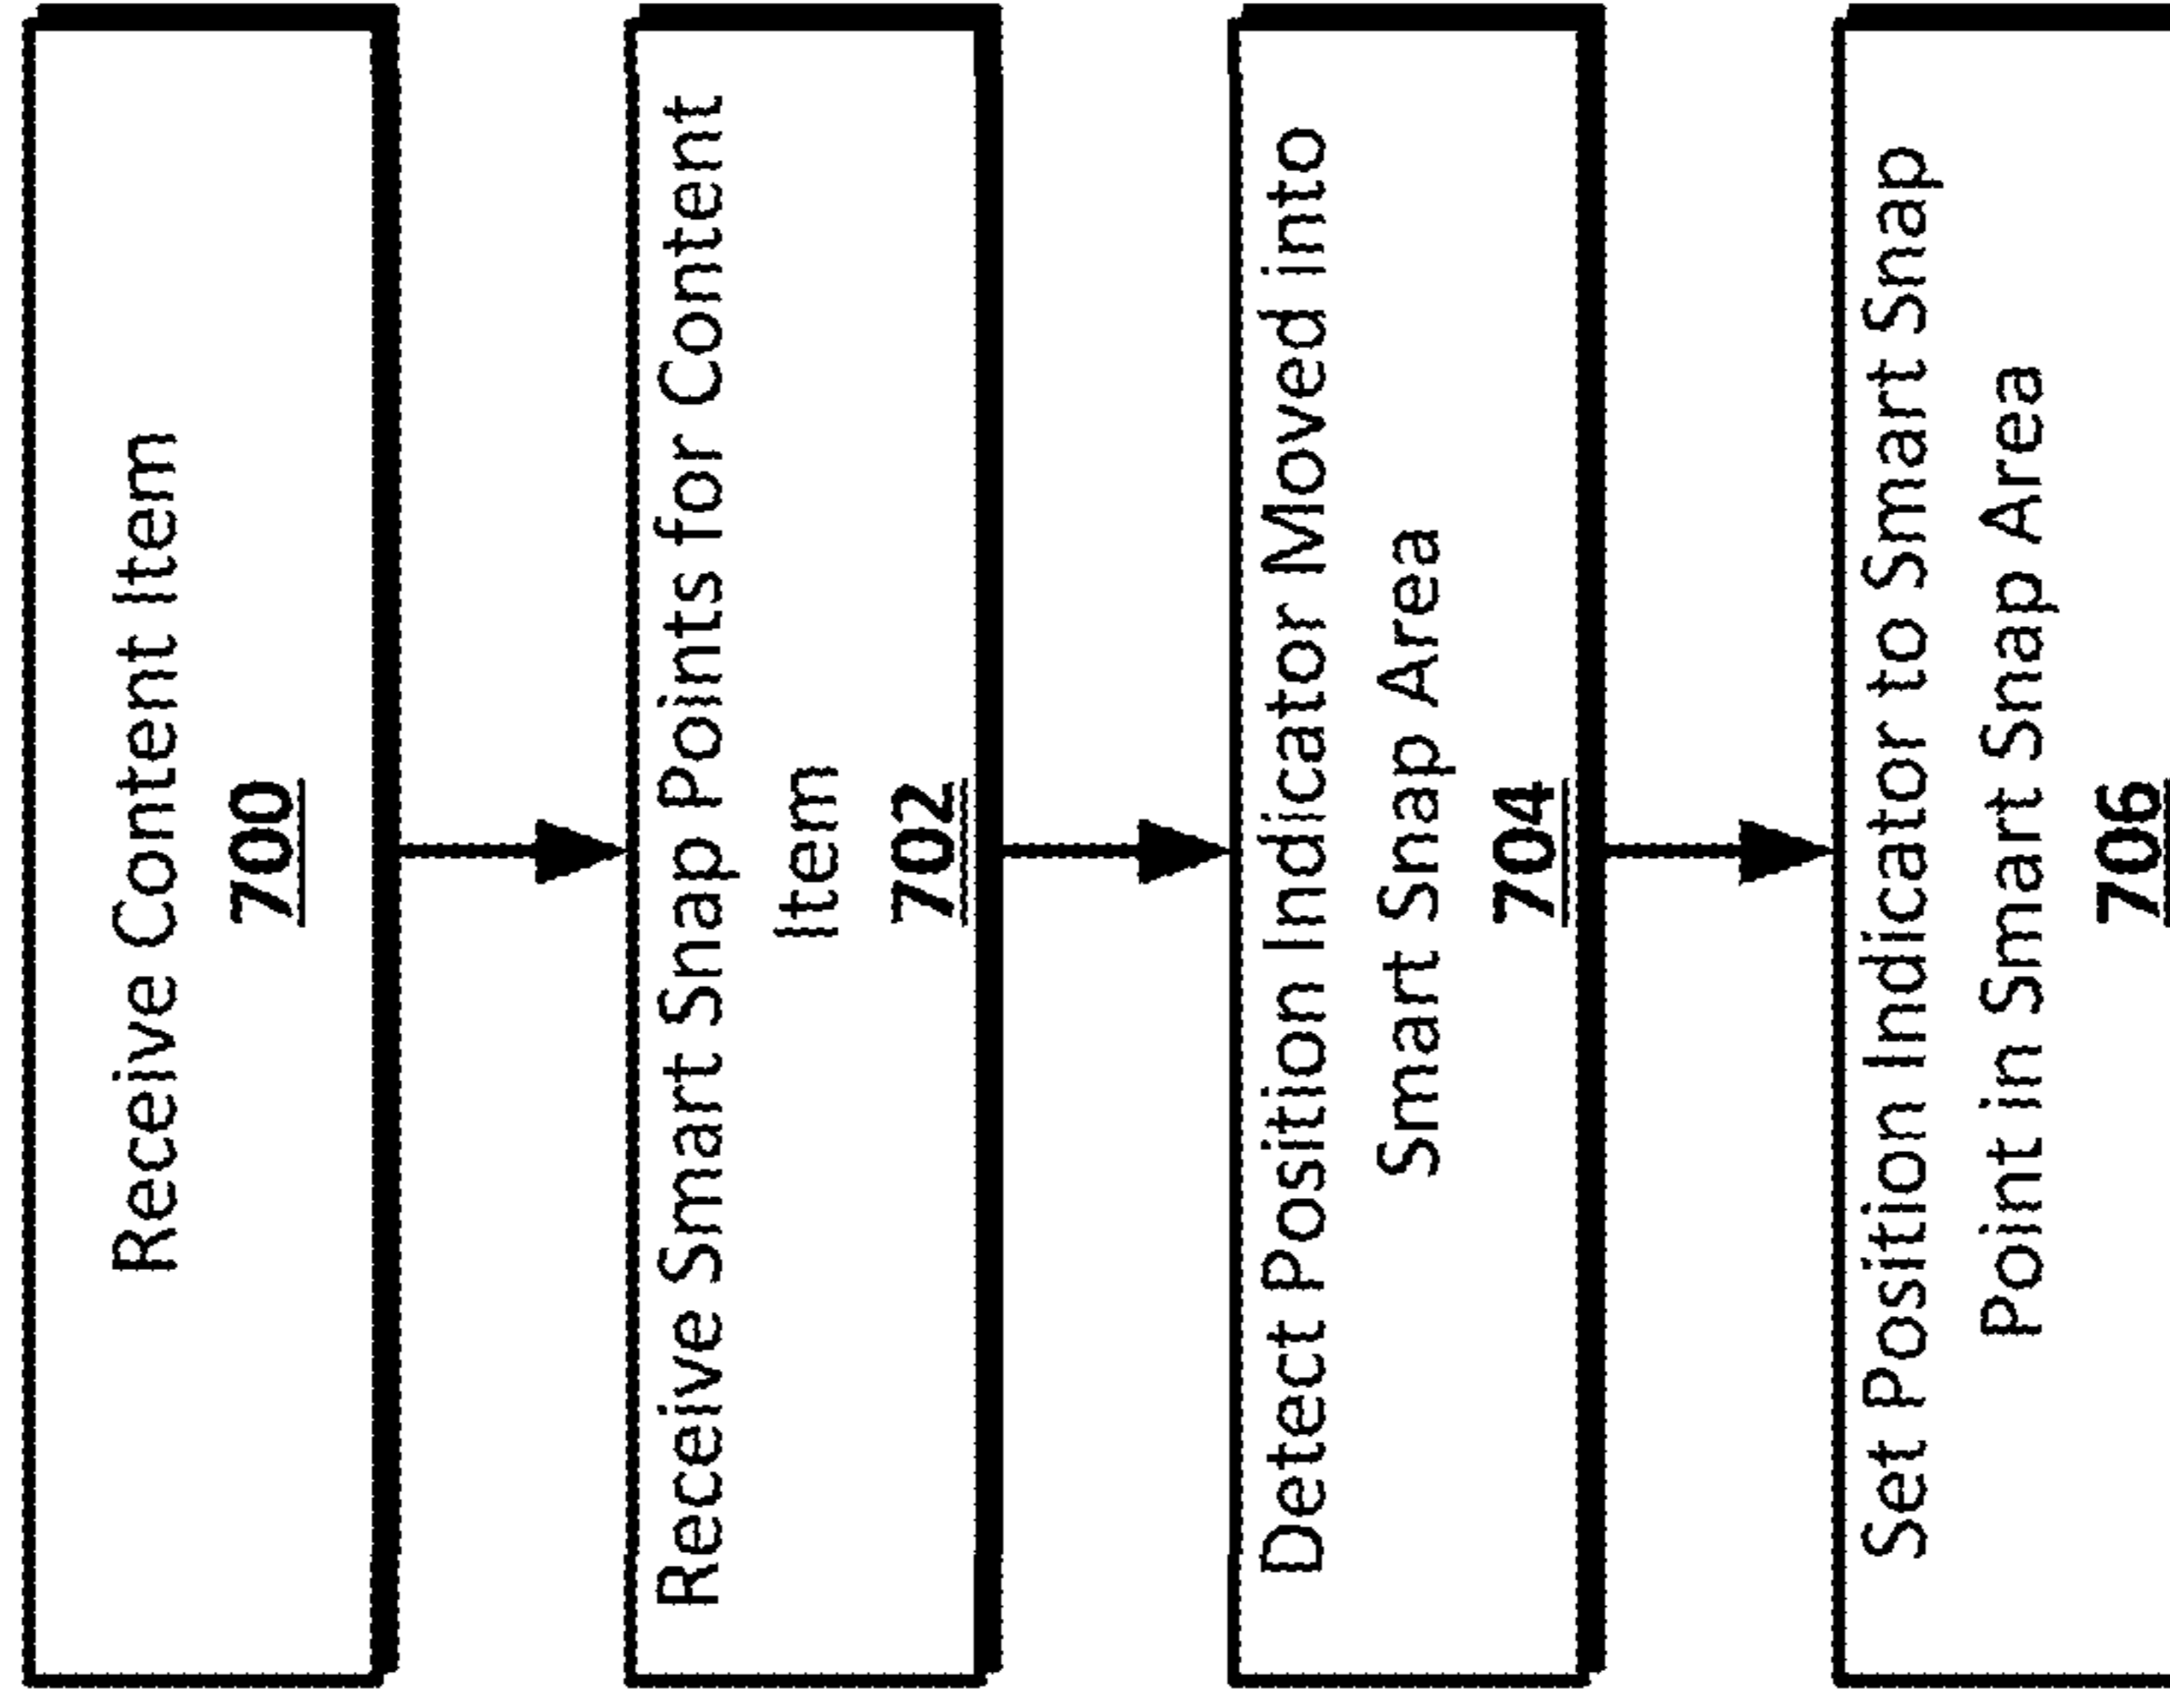 Receive Content Item
700
Receive Smart Snap Points for Content
Item
702
Detect Position Indicator Moved into
Smart Snap Area
704
Set Position Indicator to Smart Snap
Point in Smart Snap Area
706